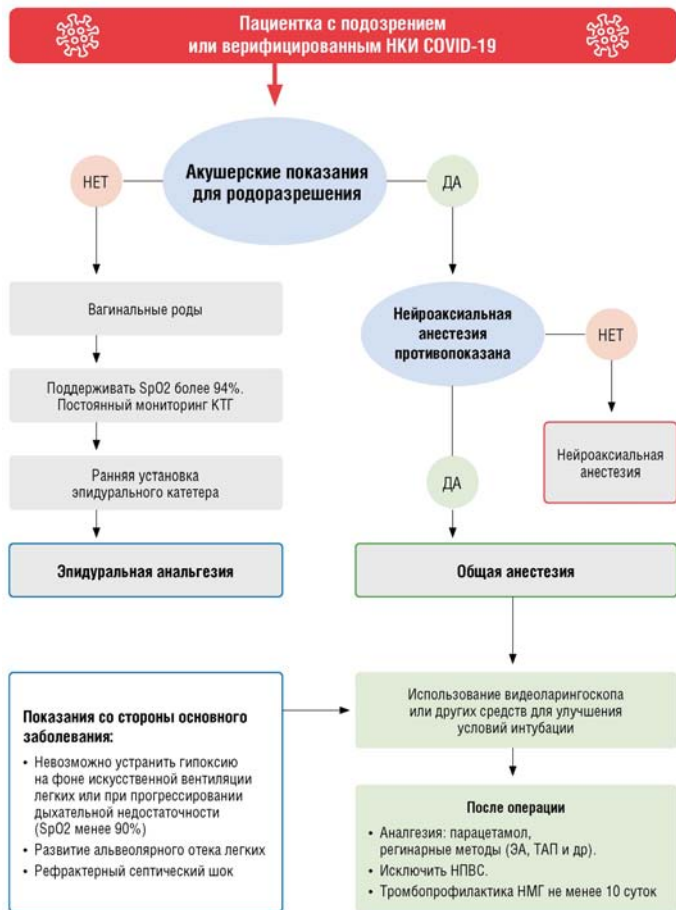 Пациентка с подозрением
или верифицированным НКИ COVID-19
Акушерские показания
для родоразрешения
НЕТ
ДА
Вагинальные роды
Поддерживать SpO2 более 94%.
Постоянный мониторинг КТГ
Ранняя установка
эпидурального катетера
Эпидуральная анальгезия
Нейроаксиальная
анестезия
противопоказана
НЕТ
Нейроаксиальная
анестезия
ДА
Общая анестезия
Показания со стороны основного
заболевания:
• Невозможно устранить гипоксию
на фоне искусственной вентиляции
легких или при прогрессировании
дыхательной недостаточности
(SpO2 менее 90%)
• Развитие альвеолярного отека легких
• Рефрактерный септический шок
Использование видеоларингоскопа
или других средств для улучшения
условий интубации
После операции
• Аналгезия: парацетамол,
регинарные методы (ЭА, ТАП и др).
• Исключить НПВС.
• Тромбопрофилактика НМГ не менее 10 суток